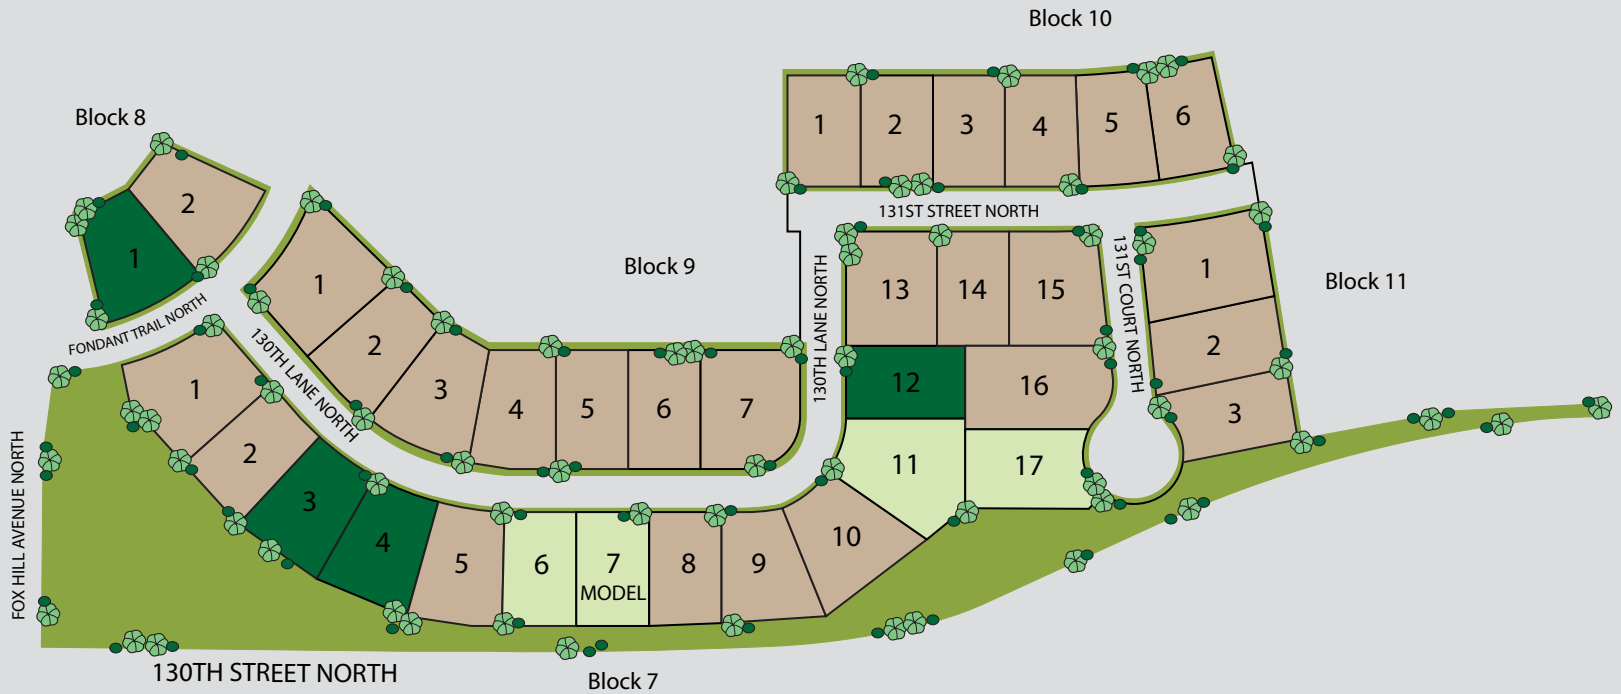 Block 10
Block 8
1
2
3
4
5
6
2
1
131ST STREET NORTH
Block 9
1
2
3
4
5
6
7
FONDANT TRAIL NORTH
130TH LANE NORTH
130TH LANE NORTH
13
14
15
131ST COURT NORTH
1
2
3
Block 11
12
16
11
17
1
2
3
4
5
6
7
MODEL
8
9
10
FOX HILL AVENUE NORTH
130TH STREET NORTH
Block 7